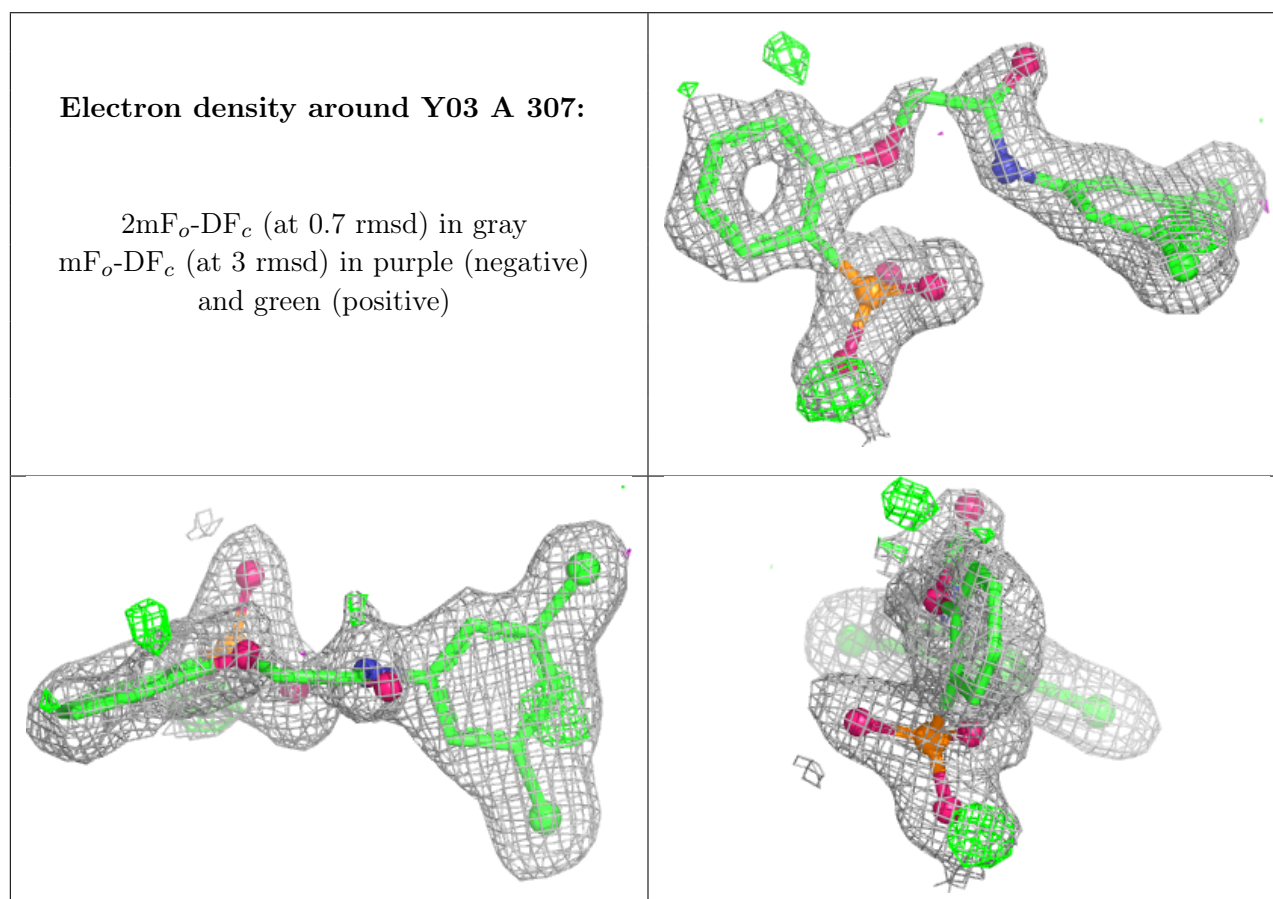 Electron density around Y03 A 307:
2mFo-DFc (at 0.7 rmsd) in gray
mFo-DFc (at 3 rmsd) in purple (negative)
and green (positive)